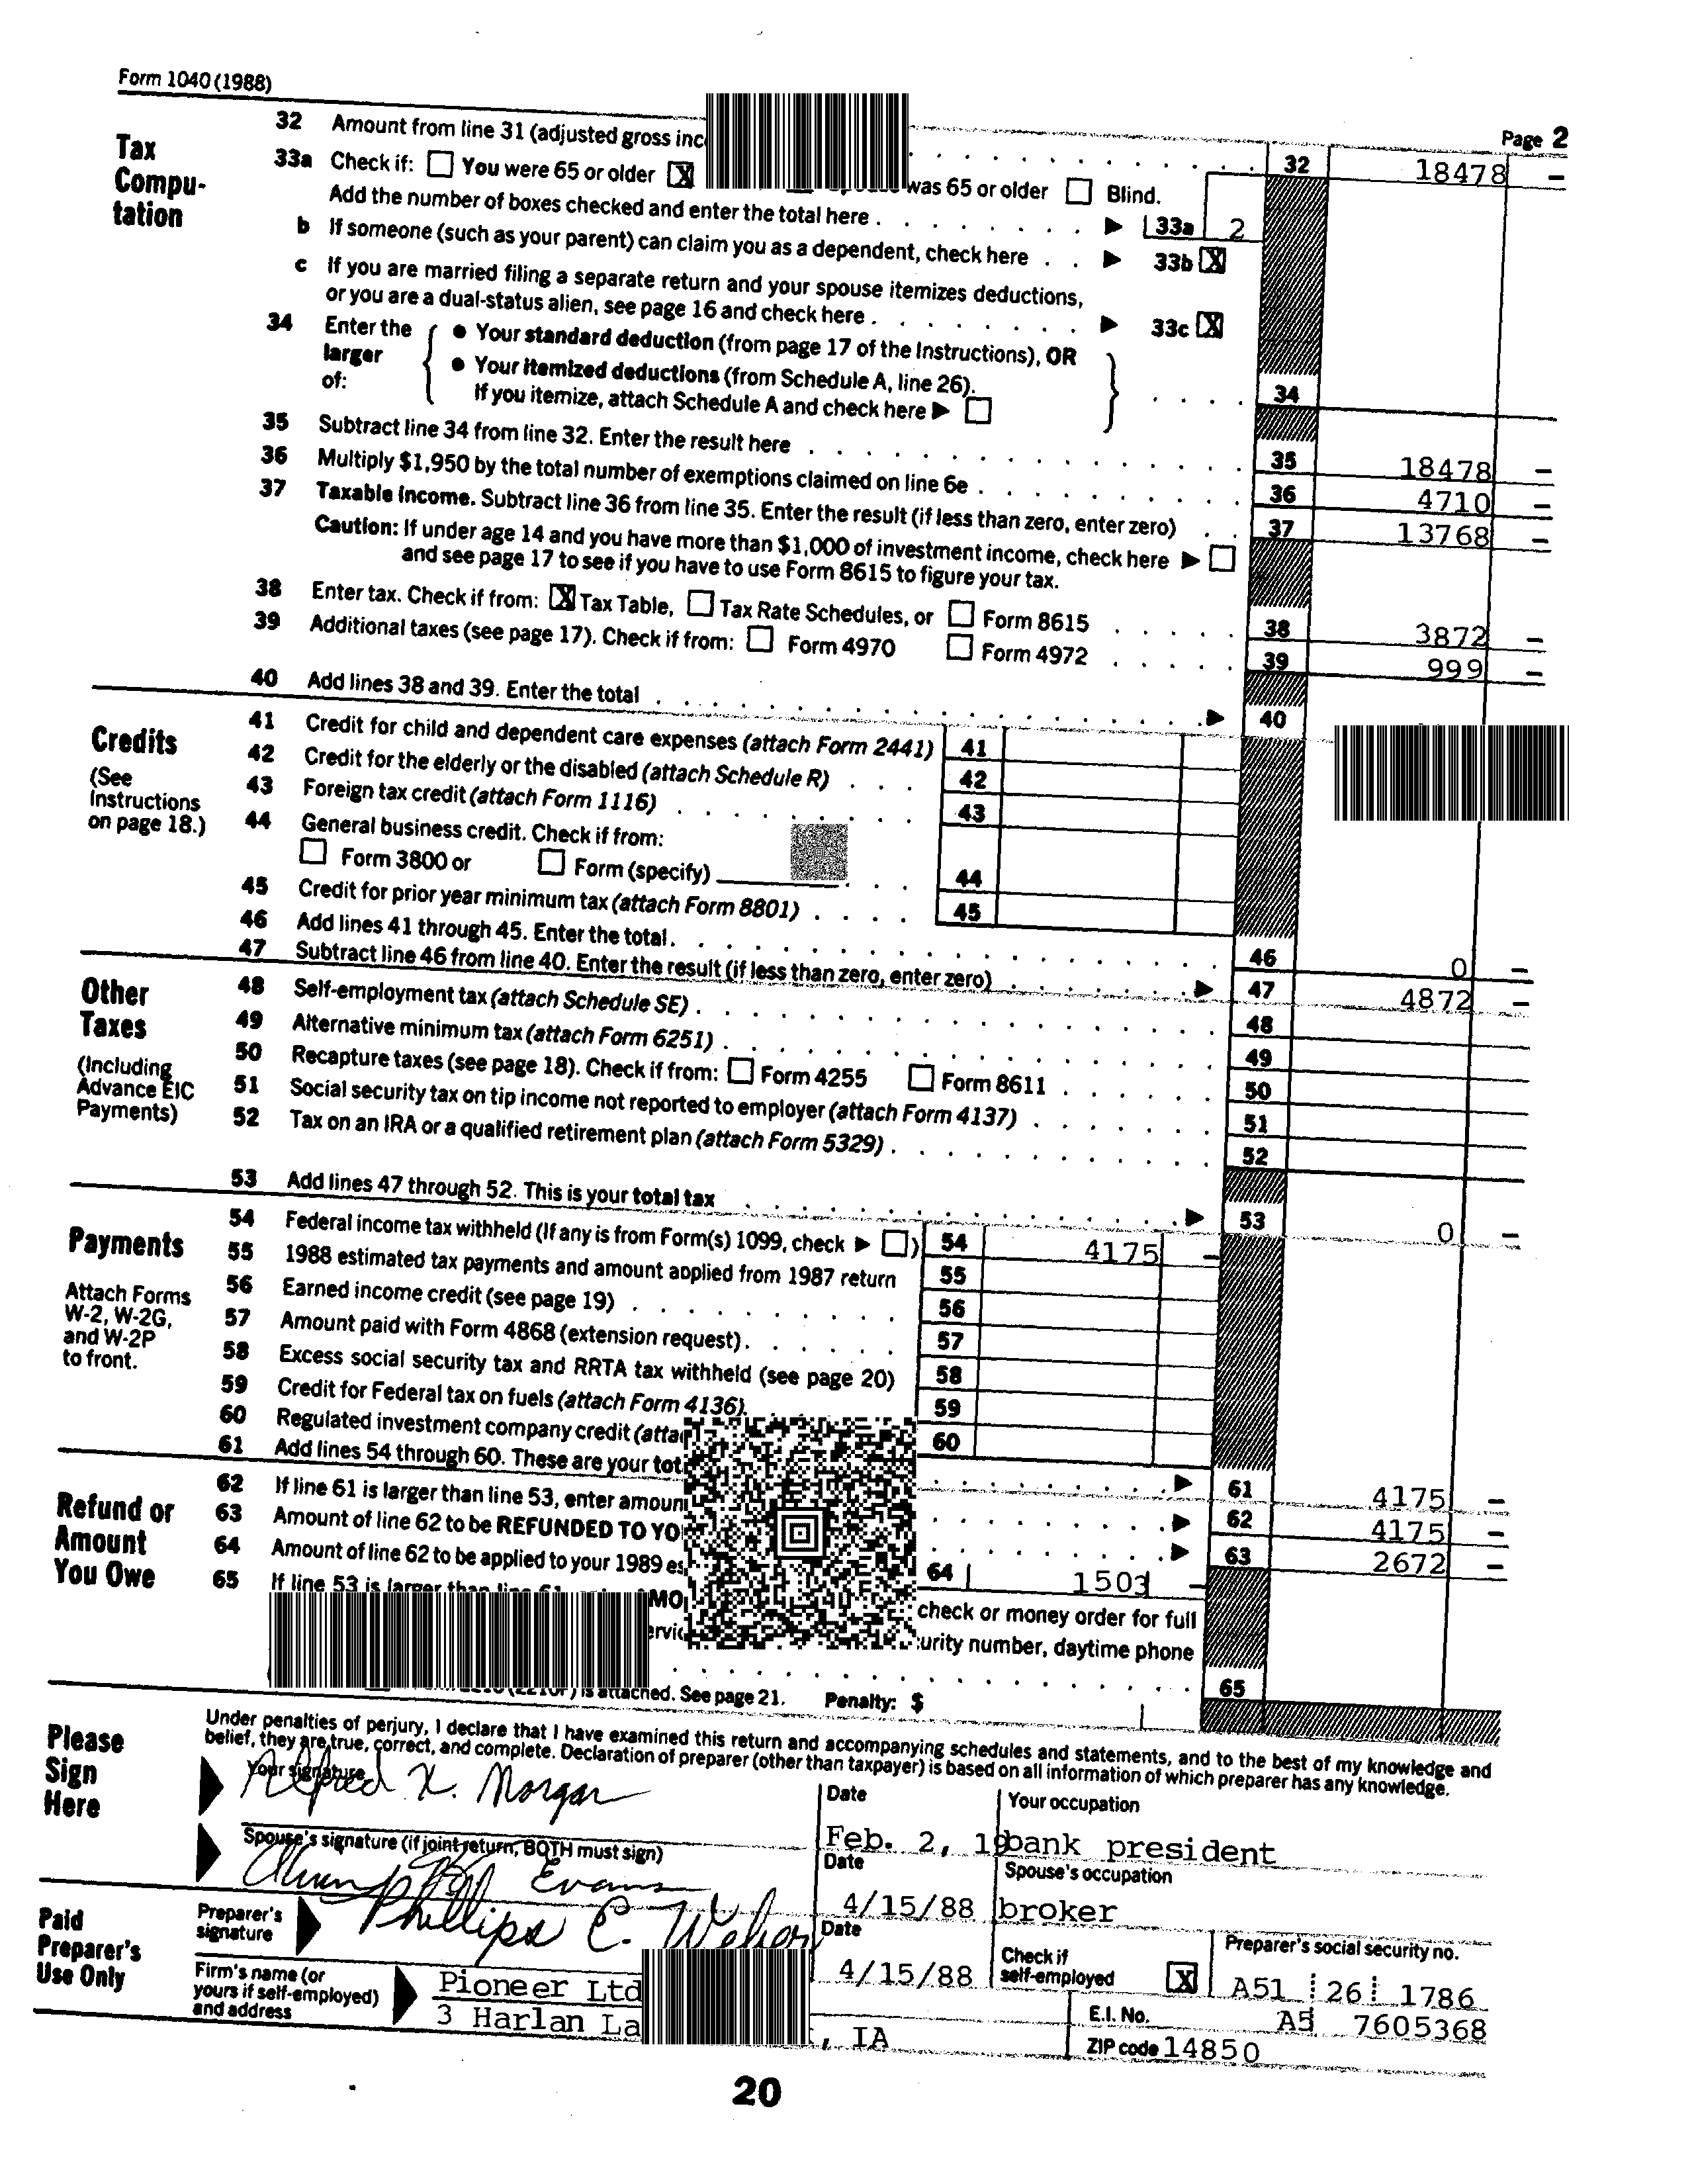 Form 1040 (1988)
Page 2
Tax Compu-tation
32 Amount from line 31 (adjusted gross inc
32 18478 –
33a Check if: You were 65 or older X was 65 or older Blind.
Add the number of boxes checked and enter the total here . 33a 2
b If someone (such as your parent) can claim you as a dependent, check here . . 33b X
c If you are married filing a separate return and your spouse itemizes deductions,
or you are a dual-status alien, see page 16 and check here . 33c X
34 Enter the larger of:
• Your standard deduction (from page 17 of the Instructions), OR
• Your itemized deductions (from Schedule A, line 26).
If you itemize, attach Schedule A and check here 34
35 Subtract line 34 from line 32. Enter the result here 35 18478 –
36 Multiply $1,950 by the total number of exemptions claimed on line 6e . 36 4710 –
37 Taxable income. Subtract line 36 from line 35. Enter the result (if less than zero, enter zero) 37 13768 –
Caution: If under age 14 and you have more than $1,000 of investment income, check here
and see page 17 to see if you have to use Form 8615 to figure your tax.
38 Enter tax. Check if from: X Tax Table, Tax Rate Schedules, or Form 8615 38 3872 –
39 Additional taxes (see page 17). Check if from: Form 4970 Form 4972 39 999 –
40 Add lines 38 and 39. Enter the total 40
Credits
(See Instructions on page 18.)
41 Credit for child and dependent care expenses (attach Form 2441) 41
42 Credit for the elderly or the disabled (attach Schedule R) 42
43 Foreign tax credit (attach Form 1116) 43
44 General business credit. Check if from:
Form 3800 or Form (specify) 44
45 Credit for prior year minimum tax (attach Form 8801) 45
46 Add lines 41 through 45. Enter the total. 46 0 –
47 Subtract line 46 from line 40. Enter the result (if less than zero, enter zero) 47 4872 –
Other Taxes
(Including Advance EIC Payments)
48 Self-employment tax (attach Schedule SE) . 48
49 Alternative minimum tax (attach Form 6251) . 49
50 Recapture taxes (see page 18). Check if from: Form 4255 Form 8611 50
51 Social security tax on tip income not reported to employer (attach Form 4137) 51
52 Tax on an IRA or a qualified retirement plan (attach Form 5329) . 52
53 Add lines 47 through 52. This is your total tax 53 0 –
Payments
Attach Forms W-2, W-2G, and W-2P to front.
54 Federal income tax withheld (If any is from Form(s) 1099, check ) 54 4175 –
55 1988 estimated tax payments and amount applied from 1987 return 55
56 Earned income credit (see page 19) 56
57 Amount paid with Form 4868 (extension request). 57
58 Excess social security tax and RRTA tax withheld (see page 20) 58
59 Credit for Federal tax on fuels (attach Form 4136). 59
60 Regulated investment company credit (atta 60
61 Add lines 54 through 60. These are your tot 61 4175 –
Refund or Amount You Owe
62 If line 61 is larger than line 53, enter amoun 62 4175 –
63 Amount of line 62 to be REFUNDED TO YO 63 2672 –
64 Amount of line 62 to be applied to your 1989 es 64 1503 –
65 If line 53 is larger than line 61 MO check or money order for full
ervic urity number, daytime phone
65
is attached. See page 21. Penalty: $
Please Sign Here
Under penalties of perjury, I declare that I have examined this return and accompanying schedules and statements, and to the best of my knowledge and
belief, they are true, correct, and complete. Declaration of preparer (other than taxpayer) is based on all information of which preparer has any knowledge.
Your signature Date Your occupation
Alfred X. Morgan Feb. 2, 19 bank president
Spouse's signature (if joint return, BOTH must sign) Date Spouse's occupation
Evans 4/15/88 broker
Paid Preparer's Use Only
Preparer's signature Phillips C. Weber Date 4/15/88 Check if self-employed X Preparer's social security no. A51 26 1786
Firm's name (or yours if self-employed) and address
Pioneer Ltd E.I. No. A5 7605368
3 Harlan La , IA ZIP code 14850
20